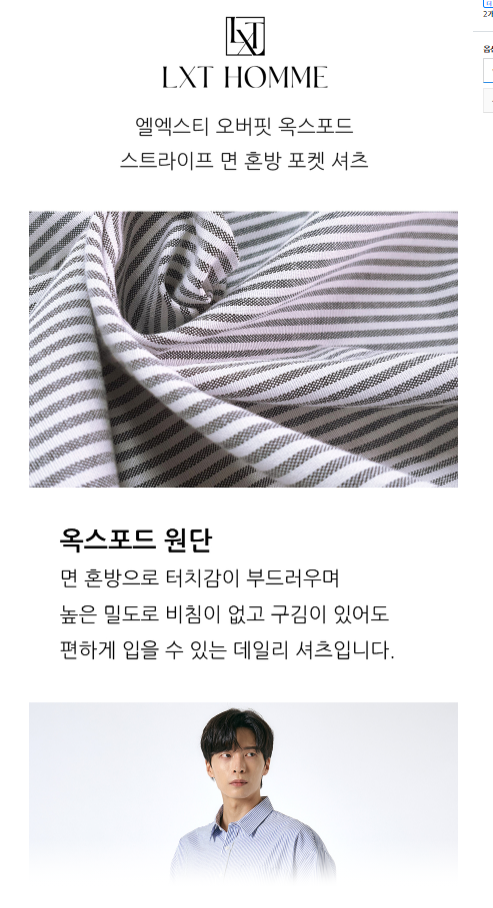 LXT
LXT HOMME
엘엑스티 오버핏 옥스포드
스트라이프 면 혼방 포켓 셔츠
옥스포드 원단
면 혼방으로 터치감이 부드러우며
높은 밀도로 비침이 없고 구김이 있어도
편하게 입을 수 있는 데일리 셔츠입니다.